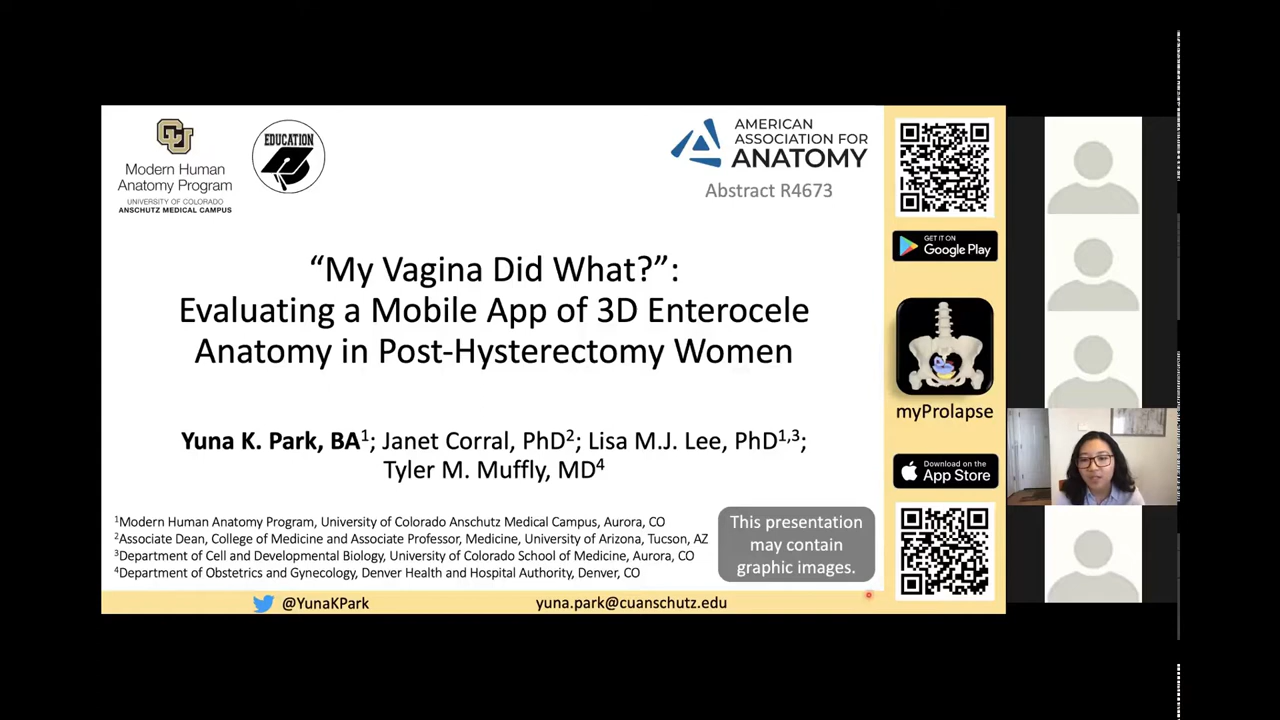 CU
EDUCATION
Modern Human
Anatomy Program
UNIVERSITY OF COLORADO
ANSCHUTZ MEDICAL CAMPUS
AMERICAN
ASSOCIATION FOR
ANATOMY
Abstract R4673
“My Vagina Did What?”:
Evaluating a Mobile App of 3D Enterocele
Anatomy in Post-Hysterectomy Women
Yuna K. Park, BA1; Janet Corral, PhD2; Lisa M.J. Lee, PhD1,3;
Tyler M. Muffly, MD4
1Modern Human Anatomy Program, University of Colorado Anschutz Medical Campus, Aurora, CO
2Associate Dean, College of Medicine and Associate Professor, Medicine, University of Arizona, Tucson, AZ
3Department of Cell and Developmental Biology, University of Colorado School of Medicine, Aurora, CO
4Department of Obstetrics and Gynecology, Denver Health and Hospital Authority, Denver, CO
This presentation
may contain
graphic images.
@YunaKPark
yuna.park@cuanschutz.edu
GET IT ON
Google Play
myProlapse
Download on the
App Store